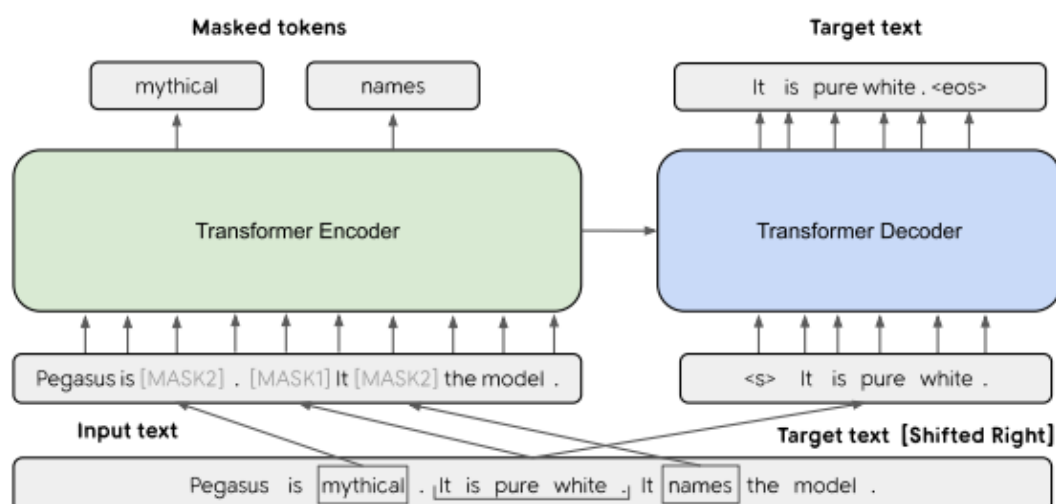 Masked tokens
Target text
mythical
names
It is pure white . <eos>
Transformer Encoder
Transformer Decoder
Pegasus is [MASK2] . [MASK1] It [MASK2] the model .
<s> It is pure white .
Input text
Target text [Shifted Right]
Pegasus is mythical . It is pure white . It names the model .